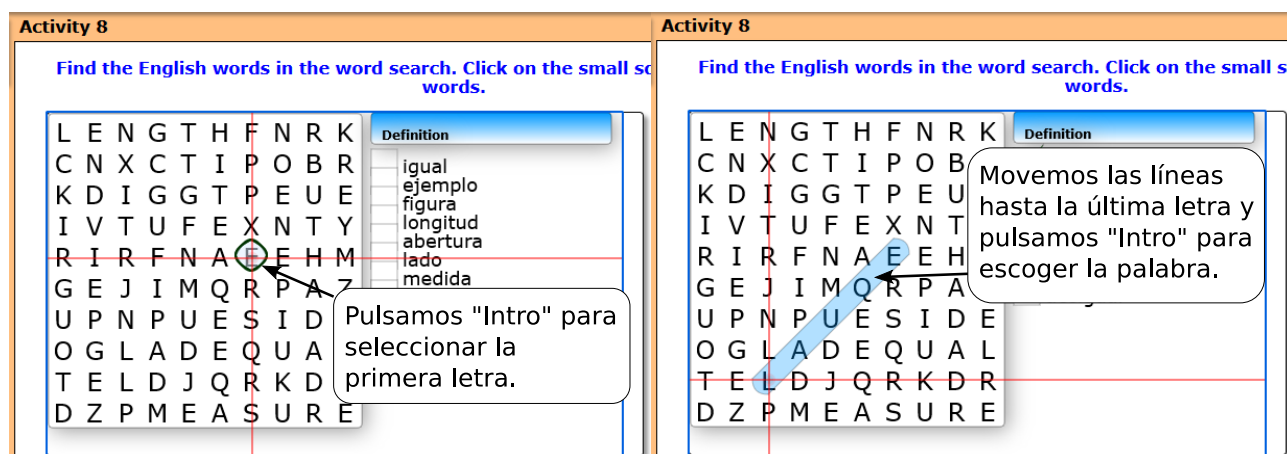 Activity 8
Find the English words in the word search. Click on the small
words.
L E N G T H F N R K
C N X C T I P O B R
K D I G G T P E U E
I V T U F E X N T Y
R I R F N A E E H M
G E J I M Q R P A Z
U P N P U E S I D
O G L A D E Q U A
T E L D J Q R K D
D Z P M E A S U R E
Definition
igual
ejemplo
figura
longitud
abertura
lado
medida
Pulsamos "Intro" para
seleccionar la
primera letra.
Activity 8
Find the English words in the word search. Click on the small
words.
L E N G T H F N R K
C N X C T I P O B
K D I G G T P E U
I V T U F E X N T
R I R F N A E E H
G E J I M Q R P A
U P N P U E S I D E
O G L A D E Q U A L
T E L D J Q R K D R
D Z P M E A S U R E
Definition
Movemos las líneas
hasta la última letra y
pulsamos "Intro" para
escoger la palabra.